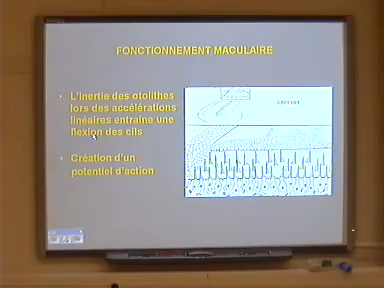 FONCTIONNEMENT MACULAIRE
• L'inertie des otolithes
lors des accélérations
linéaires entraine une
flexion des cils
• Création d'un
potentiel d'action